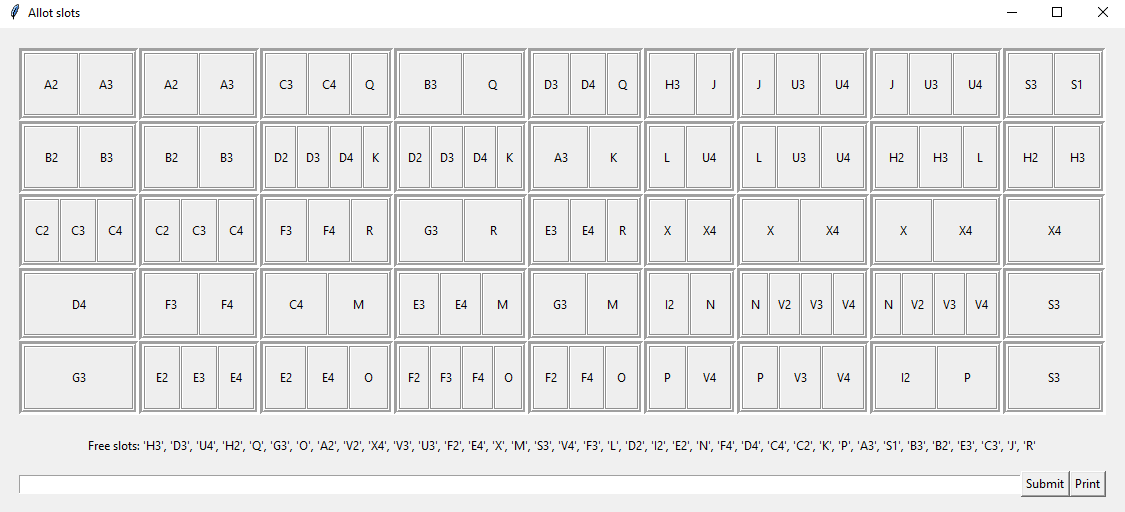 Allot slots
A2 A3 A2 A3 C3 C4 Q B3 Q D3 D4 Q H3 J J U3 U4 J U3 U4 S3 S1
B2 B3 B2 B3 D2 D3 D4 K D2 D3 D4 K A3 K L U4 L U3 U4 H2 H3 L H2 H3
C2 C3 C4 C2 C3 C4 F3 F4 R G3 R E3 E4 R X X4 X X4 X X4 X4
D4 F3 F4 C4 M E3 E4 M G3 M I2 N N V2 V3 V4 N V2 V3 V4 S3
G3 E2 E3 E4 E2 E4 O F2 F3 F4 O F2 F4 O P V4 P V3 V4 I2 P S3
Free slots: 'H3', 'D3', 'U4', 'H2', 'Q', 'G3', 'O', 'A2', 'V2', 'X4', 'V3', 'U3', 'F2', 'E4', 'X', 'M', 'S3', 'V4', 'F3', 'L', 'D2', 'I2', 'E2', 'N', 'F4', 'D4', 'C4', 'C2', 'K', 'P', 'A3', 'S1', 'B3', 'B2', 'E3', 'C3', 'J', 'R'
Submit Print